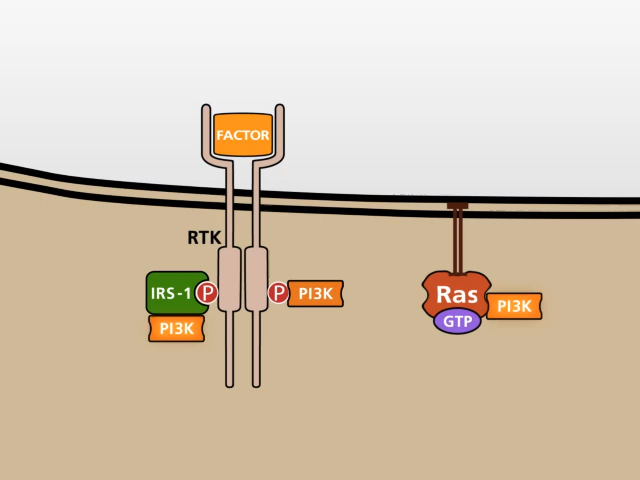 FACTOR
RTK
IRS-1
P
PI3K
P
PI3K
Ras
GTP
PI3K